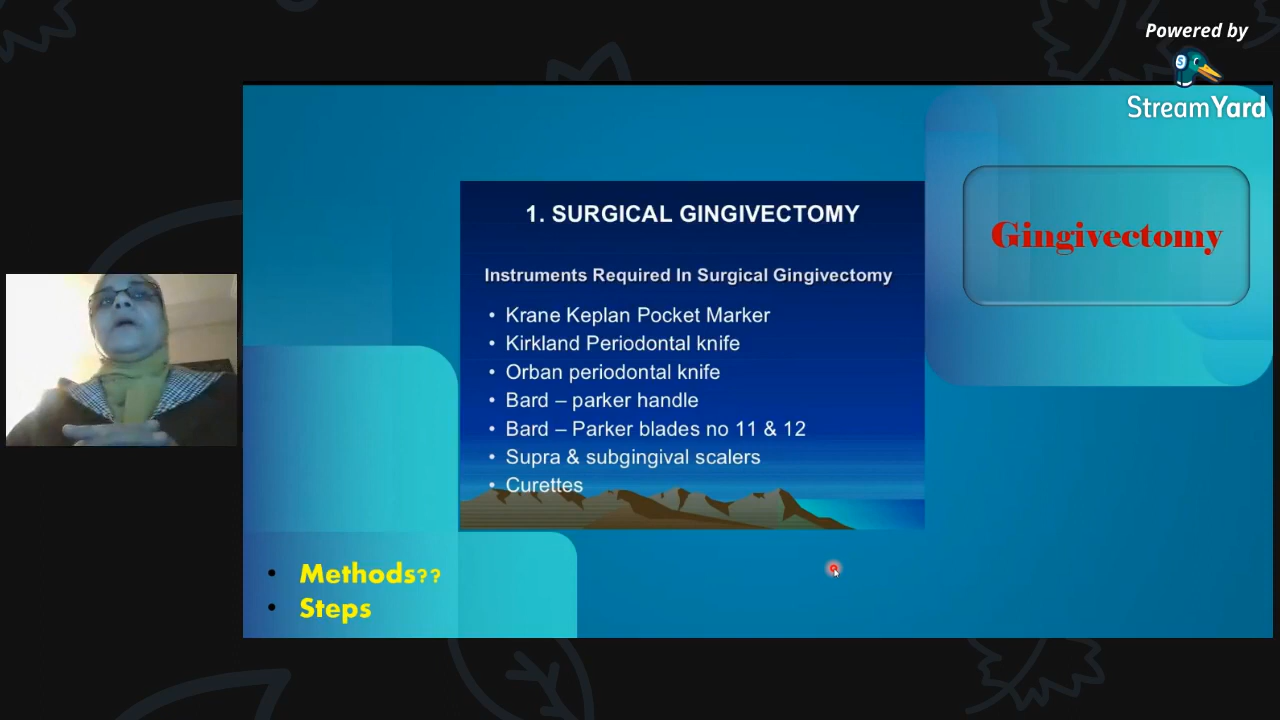 Powered by
StreamYard
Gingivectomy
1. SURGICAL GINGIVECTOMY
Instruments Required In Surgical Gingivectomy
• Krane Keplan Pocket Marker
• Kirkland Periodontal knife
• Orban periodontal knife
• Bard – parker handle
• Bard – Parker blades no 11 & 12
• Supra & subgingival scalers
• Curettes
• Methods??
• Steps